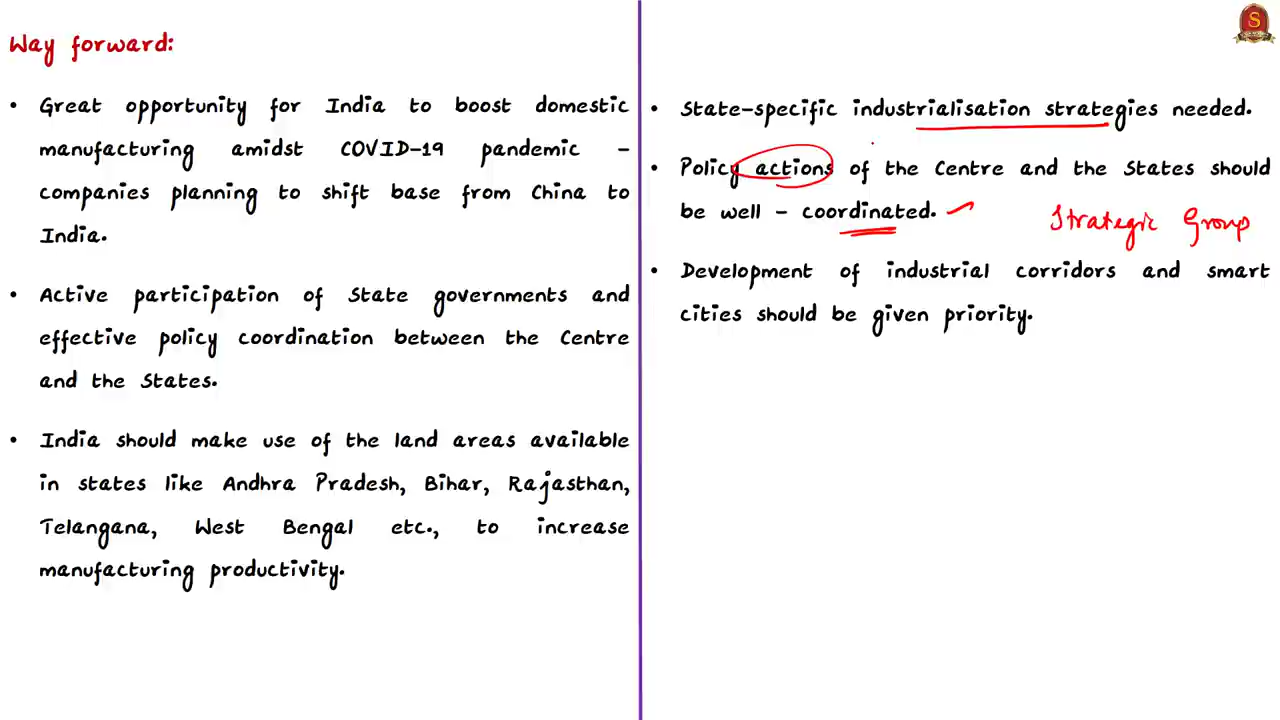 Way forward:
• Great opportunity for India to boost domestic
manufacturing amidst COVID-19 pandemic -
companies planning to shift base from China to
India.
• Active participation of State governments and
effective policy coordination between the Centre
and the States.
• India should make use of the land areas available
in states like Andhra Pradesh, Bihar, Rajasthan,
Telangana, West Bengal etc., to increase
manufacturing productivity.
• State-specific industrialisation strategies needed.
• Policy actions of the Centre and the States should
be well - coordinated.
Strategic Group
• Development of industrial corridors and smart
cities should be given priority.
S